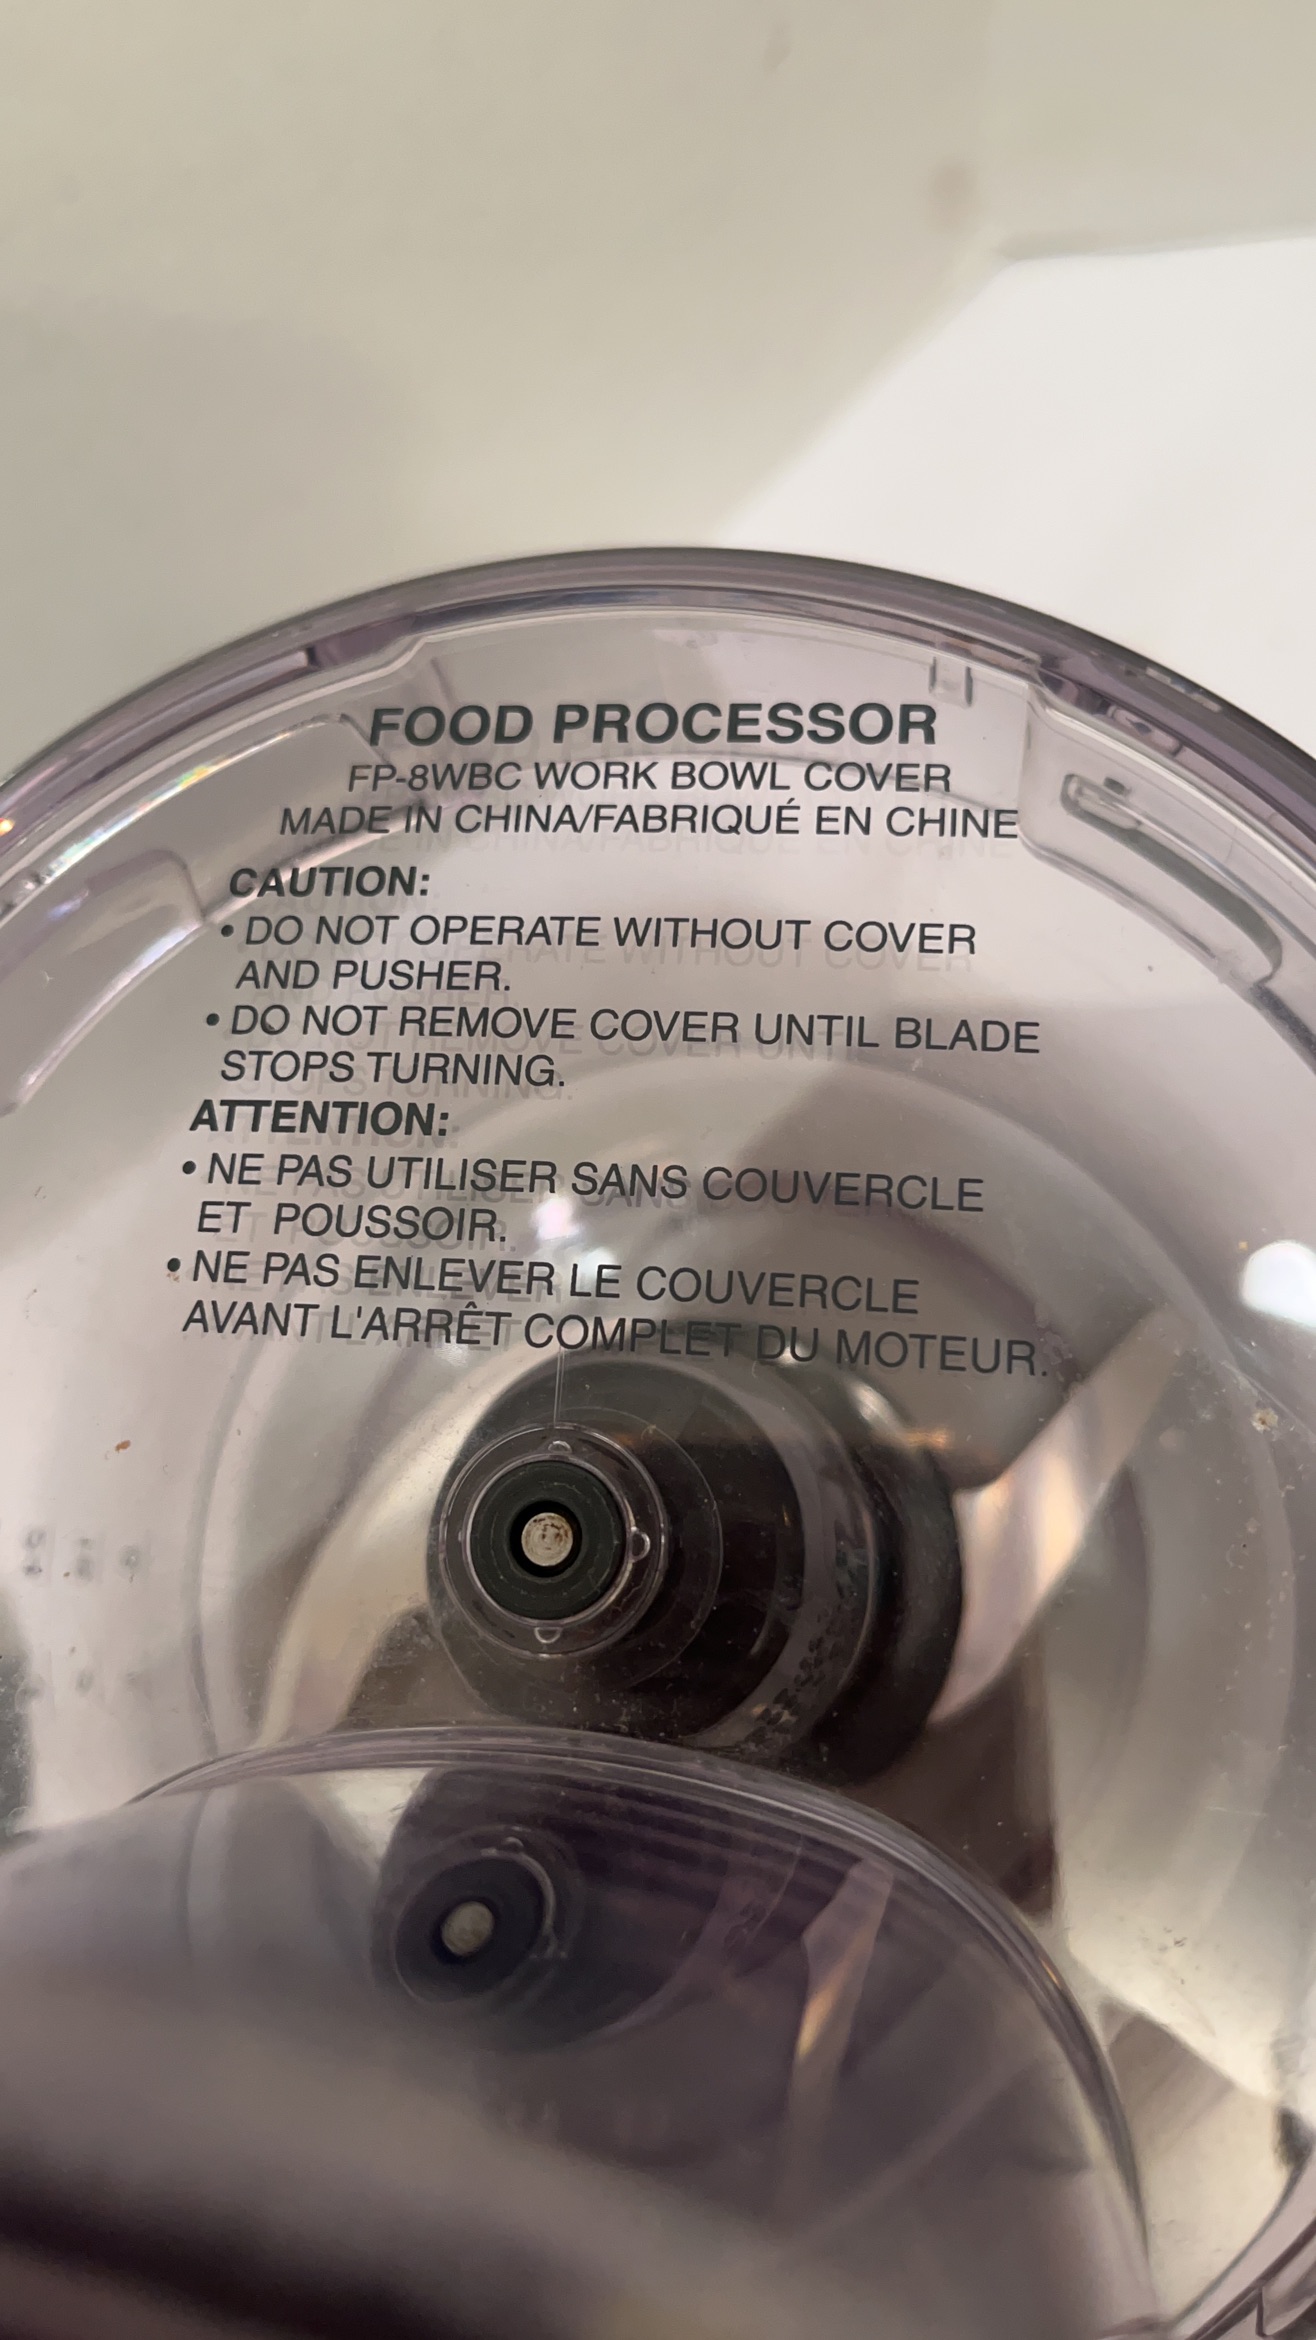 FOOD PROCESSOR
FP-8WBC WORK BOWL COVER
MADE IN CHINA/FABRIQUÉ EN CHINE
CAUTION:
• DO NOT OPERATE WITHOUT COVER
AND PUSHER.
• DO NOT REMOVE COVER UNTIL BLADE
STOPS TURNING.
ATTENTION:
• NE PAS UTILISER SANS COUVERCLE
ET POUSSOIR.
• NE PAS ENLEVER LE COUVERCLE
AVANT L'ARRÊT COMPLET DU MOTEUR.